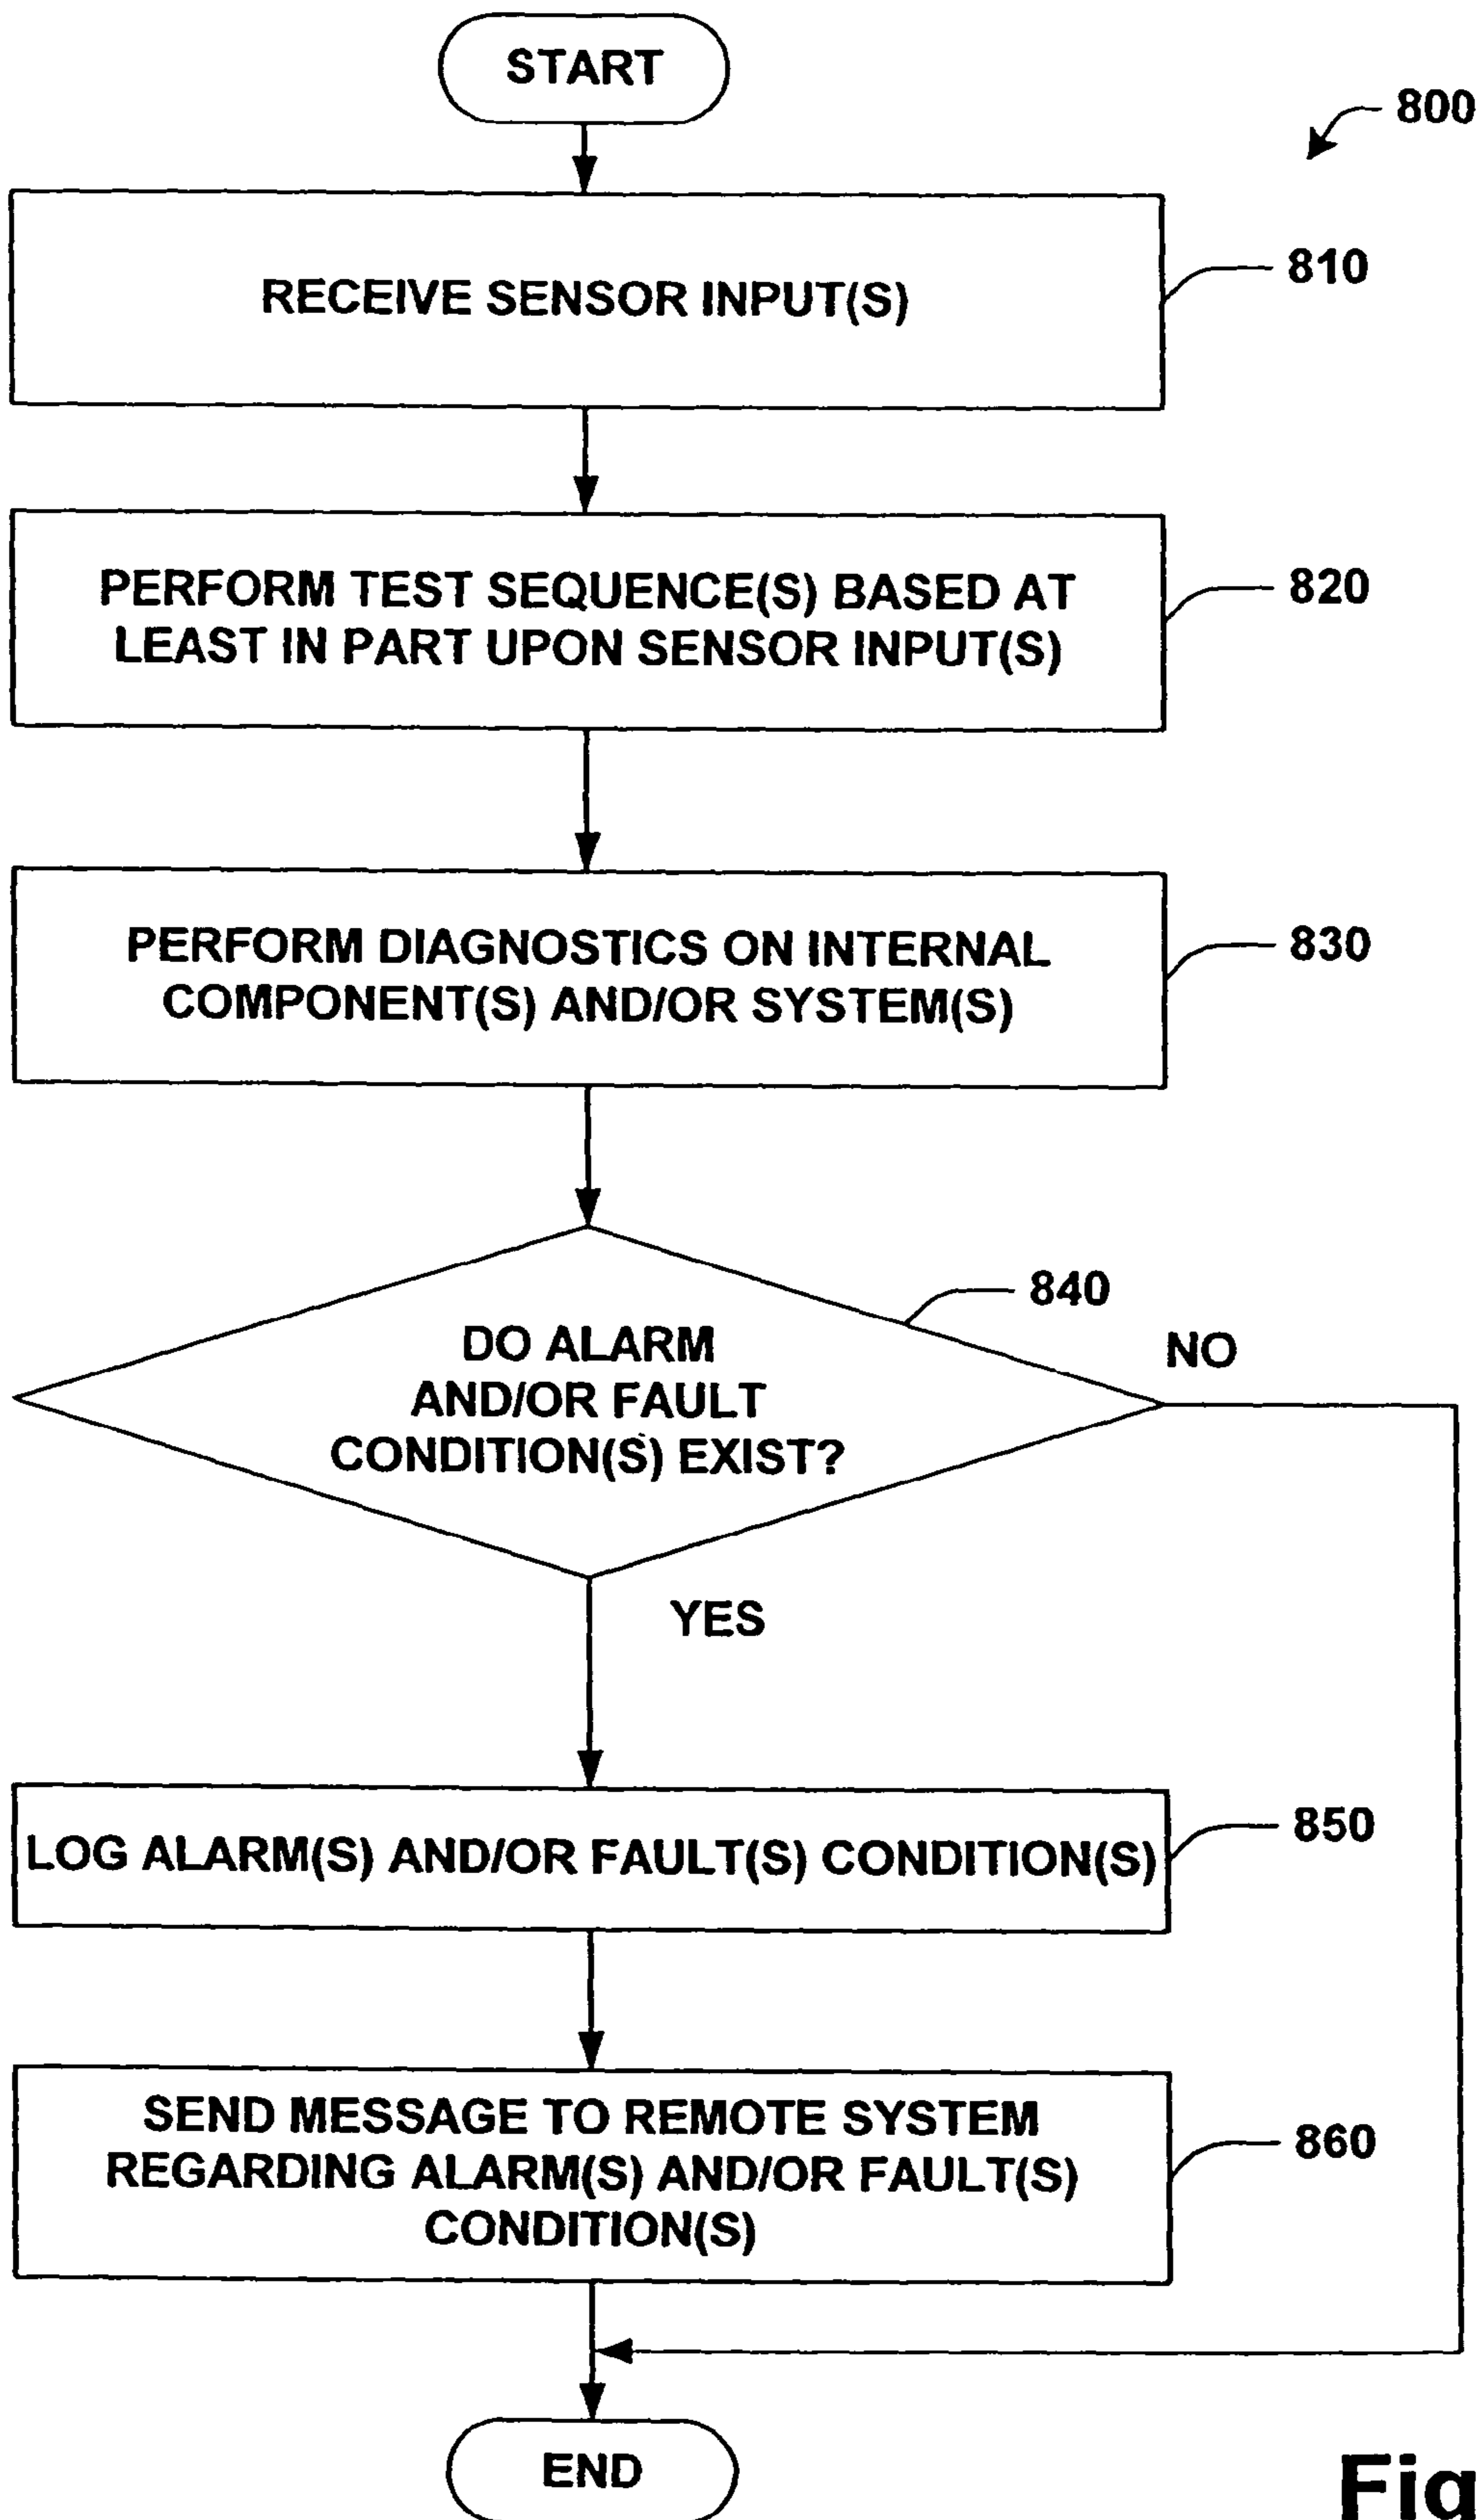 START
800
RECEIVE SENSOR INPUT(S)
810
PERFORM TEST SEQUENCE(S) BASED AT
LEAST IN PART UPON SENSOR INPUT(S)
820
PERFORM DIAGNOSTICS ON INTERNAL
COMPONENT(S) AND/OR SYSTEM(S)
830
840
DO ALARM
AND/OR FAULT
CONDITION(S) EXIST?
NO
YES
LOG ALARM(S) AND/OR FAULT(S) CONDITION(S)
850
SEND MESSAGE TO REMOTE SYSTEM
REGARDING ALARM(S) AND/OR FAULT(S)
CONDITION(S)
860
END
Fig